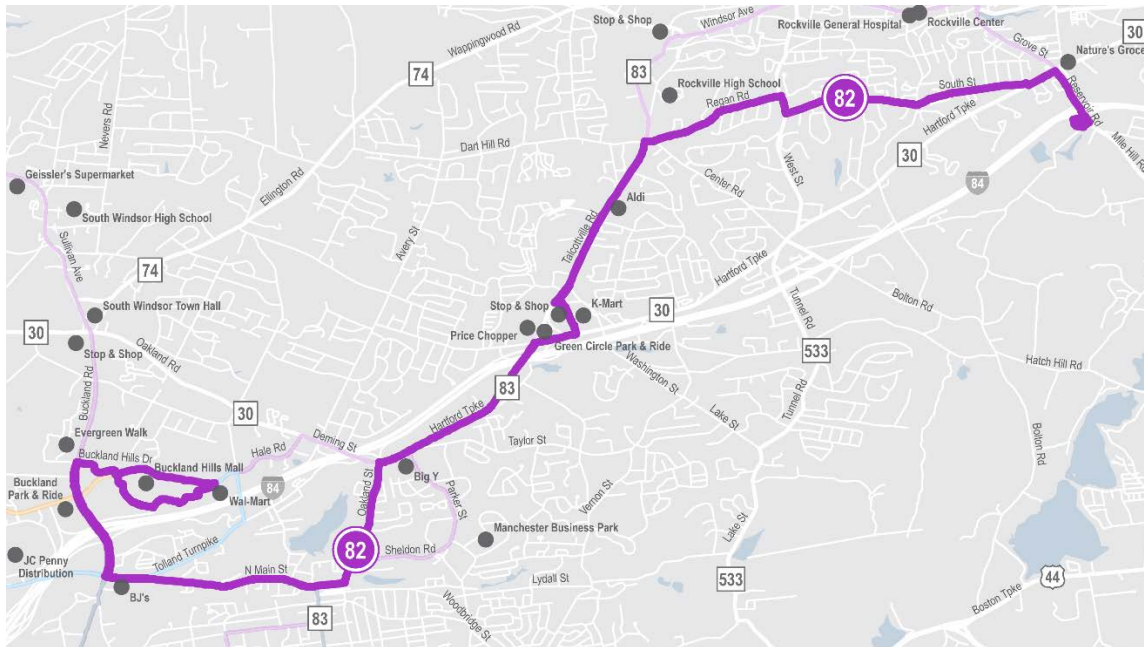 Stop & Shop
Windsor Ave
Rockville General Hospital
Rockville Center
30
Wappingwood Rd
Grove St
Nature's Groce
74
83
Rockville High School
Regan Rd
82
South St
Reservoir Rd
Nevers Rd
Hartford Tpke
Dart Hill Rd
Mile Hill Rd
30
West St
Geissler's Supermarket
Ellington Rd
Center Rd
84
South Windsor High School
Aldi
Avery St
Talcottville Rd
Sullivan Ave
Hartford Tpke
74
Bolton Rd
South Windsor Town Hall
Stop & Shop
K-Mart
30
Tunnel Rd
30
Price Chopper
Green Circle Park & Ride
Stop & Shop
Oakland Rd
533
Hatch Hill Rd
Washington St
Buckland Rd
83
Lake St
Tunnel Rd
30
Hartford Tpke
Evergreen Walk
Deming St
Taylor St
Bolton Rd
Hale Rd
Buckland Hills Dr
Buckland Hills Mall
Big Y
Oakland St
Buckland
Park & Ride
84
Wal-Mart
Parker St
Vernon St
Manchester Business Park
Lake St
Tolland Turnpike
82
Sheldon Rd
JC Penny
Distribution
N Main St
Lydall St
533
44
BJ's
Woodbridge St
Boston Tpke
83